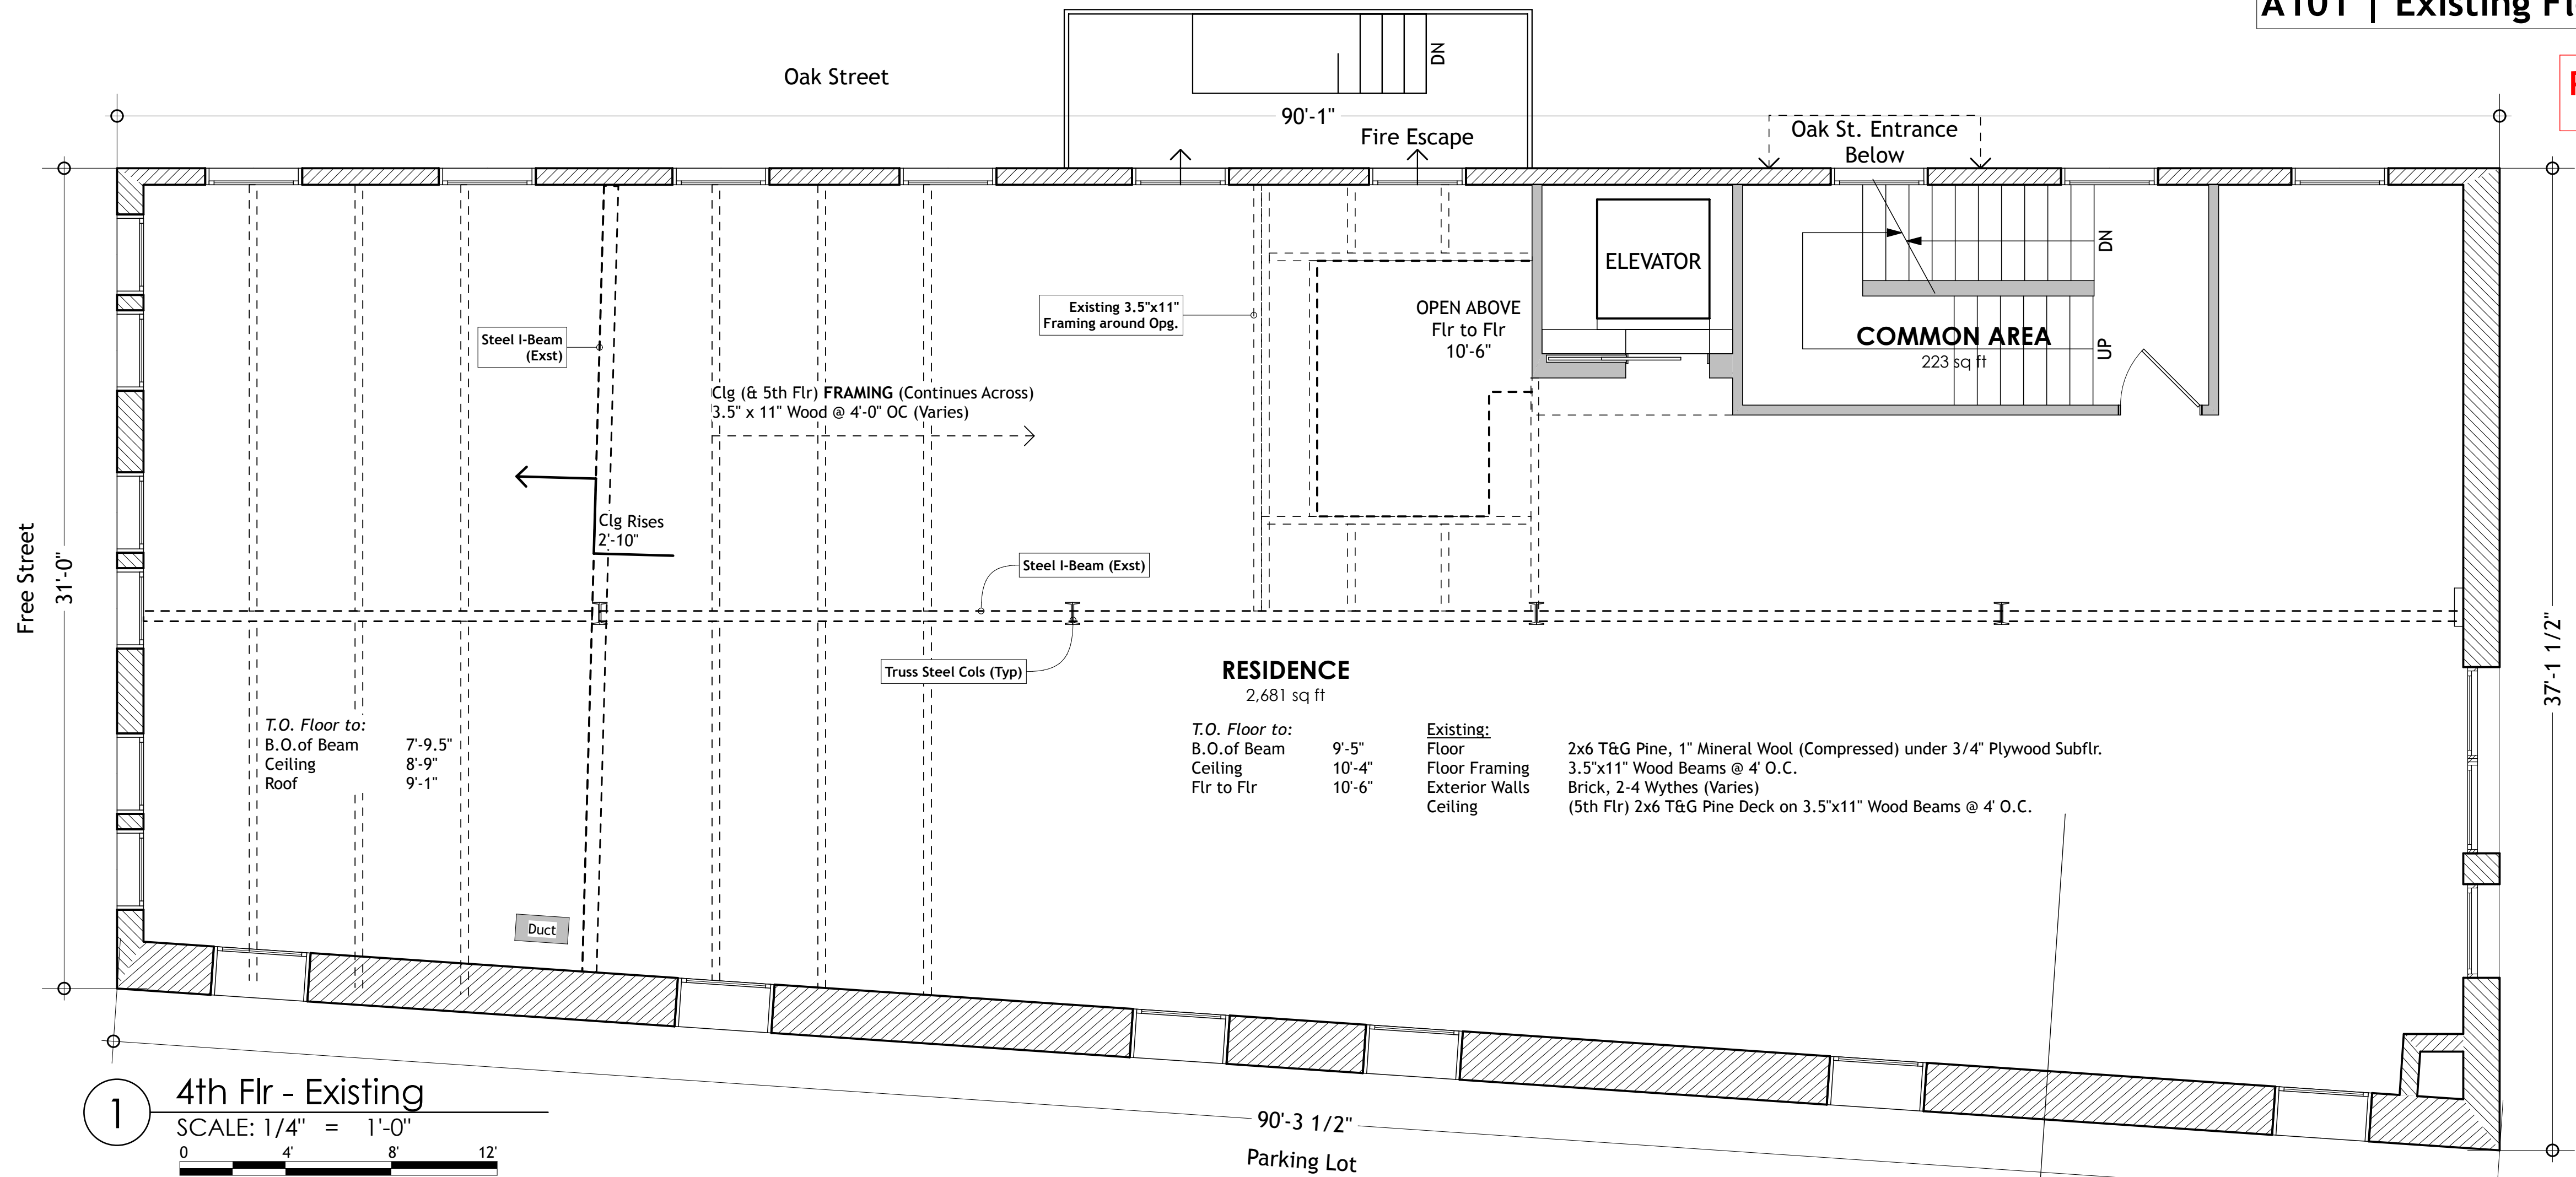 A101 | Existing Fl
Oak Street
DN
90'-1"
Fire Escape
Oak St. Entrance
Below
ELEVATOR
DN
OPEN ABOVE
Flr to Flr
10'-6"
Existing 3.5"x11"
Framing around Opg.
Steel I-Beam
(Exst)
COMMON AREA
223 sq ft
UP
Clg (& 5th Flr) FRAMING (Continues Across)
3.5" x 11" Wood @ 4'-0" OC (Varies)
Clg Rises
2'-10"
Free Street
31'-0"
Steel I-Beam (Exst)
Truss Steel Cols (Typ)
RESIDENCE
2,681 sq ft
37'-1 1/2"
T.O. Floor to:
B.O.of Beam 7'-9.5"
Ceiling 8'-9"
Roof 9'-1"
T.O. Floor to:
B.O.of Beam 9'-5"
Ceiling 10'-4"
Flr to Flr 10'-6"
Existing:
Floor 2x6 T&G Pine, 1" Mineral Wool (Compressed) under 3/4" Plywood Subflr.
Floor Framing 3.5"x11" Wood Beams @ 4' O.C.
Exterior Walls Brick, 2-4 Wythes (Varies)
Ceiling (5th Flr) 2x6 T&G Pine Deck on 3.5"x11" Wood Beams @ 4' O.C.
Duct
1
4th Flr - Existing
SCALE: 1/4" = 1'-0"
0 4' 8' 12'
90'-3 1/2"
Parking Lot